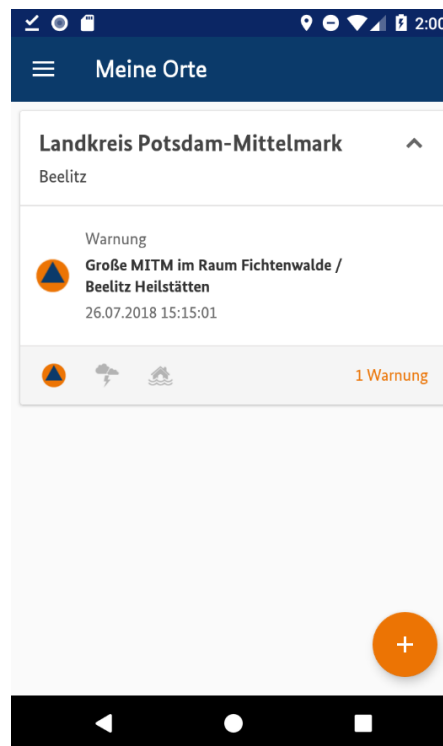 2:00
Meine Orte
Landkreis Potsdam-Mittelmark
Beelitz
Warnung
Große MITM im Raum Fichtenwalde /
Beelitz Heilstätten
26.07.2018 15:15:01
1 Warnung